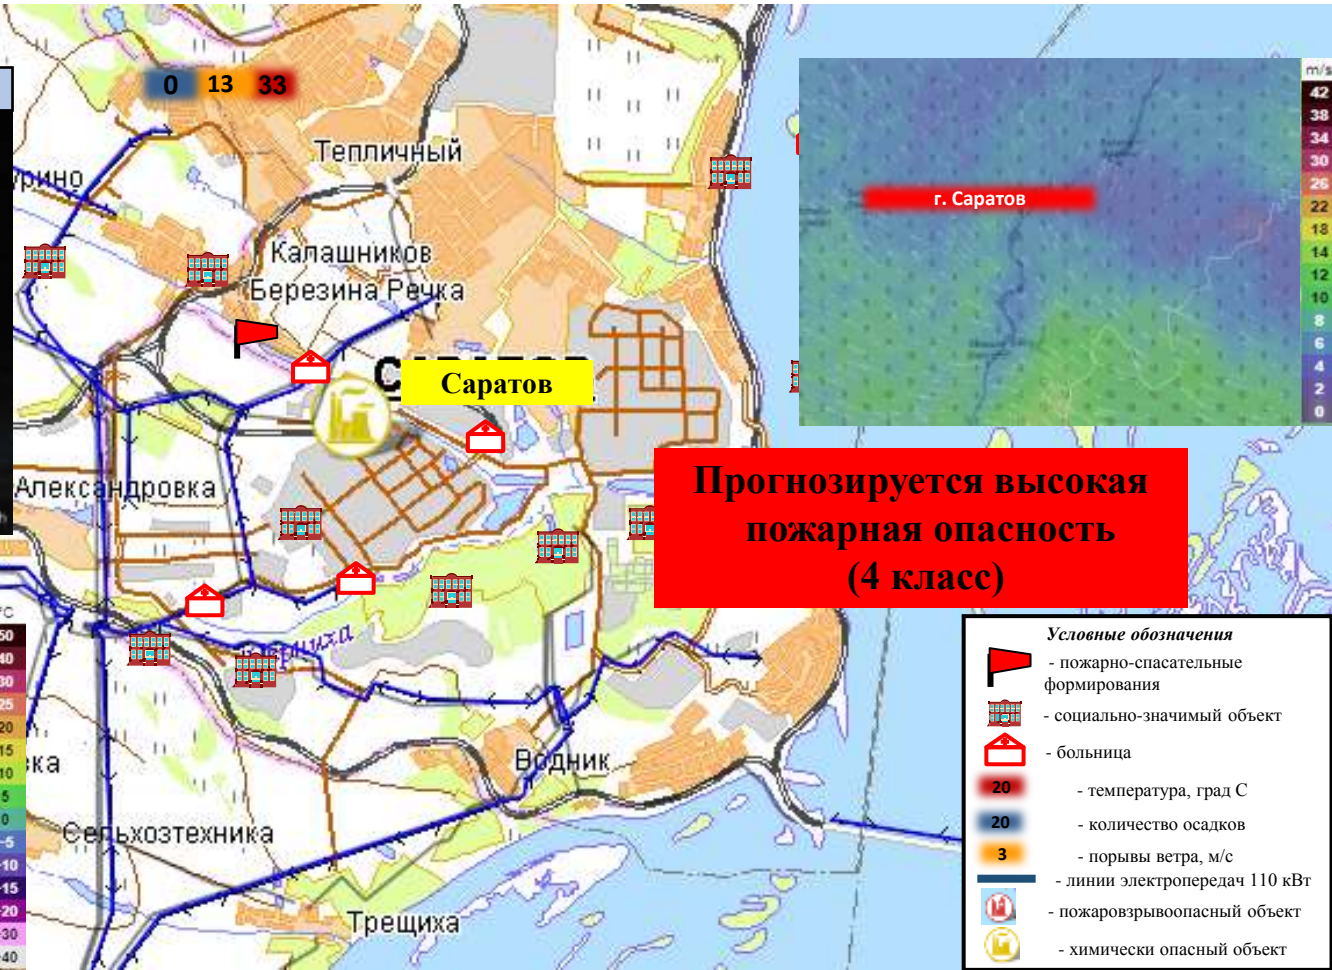 0 13 33
Тепличный
урино
Калашников
Березина Речка
Саратов
Александровка
Водник
ка
Сельхозтехника
Трещиха
г. Саратов
m/s
42
38
34
30
26
22
18
14
12
10
8
6
4
2
0
Прогнозируется высокая
пожарная опасность
(4 класс)
°C
50
40
30
25
20
15
10
5
0
-5
-10
-15
-20
-30
-40
Условные обозначения
- пожарно-спасательные
формирования
- социально-значимый объект
- больница
20 - температура, град С
20 - количество осадков
3 - порывы ветра, м/с
- линии электропередач 110 кВт
- пожаровзрывоопасный объект
- химически опасный объект